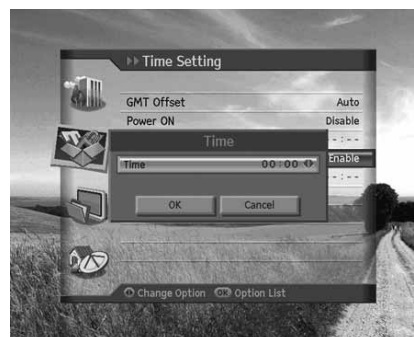 Time Setting
GMT Offset Auto
Power ON Disable
- : -
Time
Enable
Time 00:00
- : -
OK Cancel
Change Option OK Option List